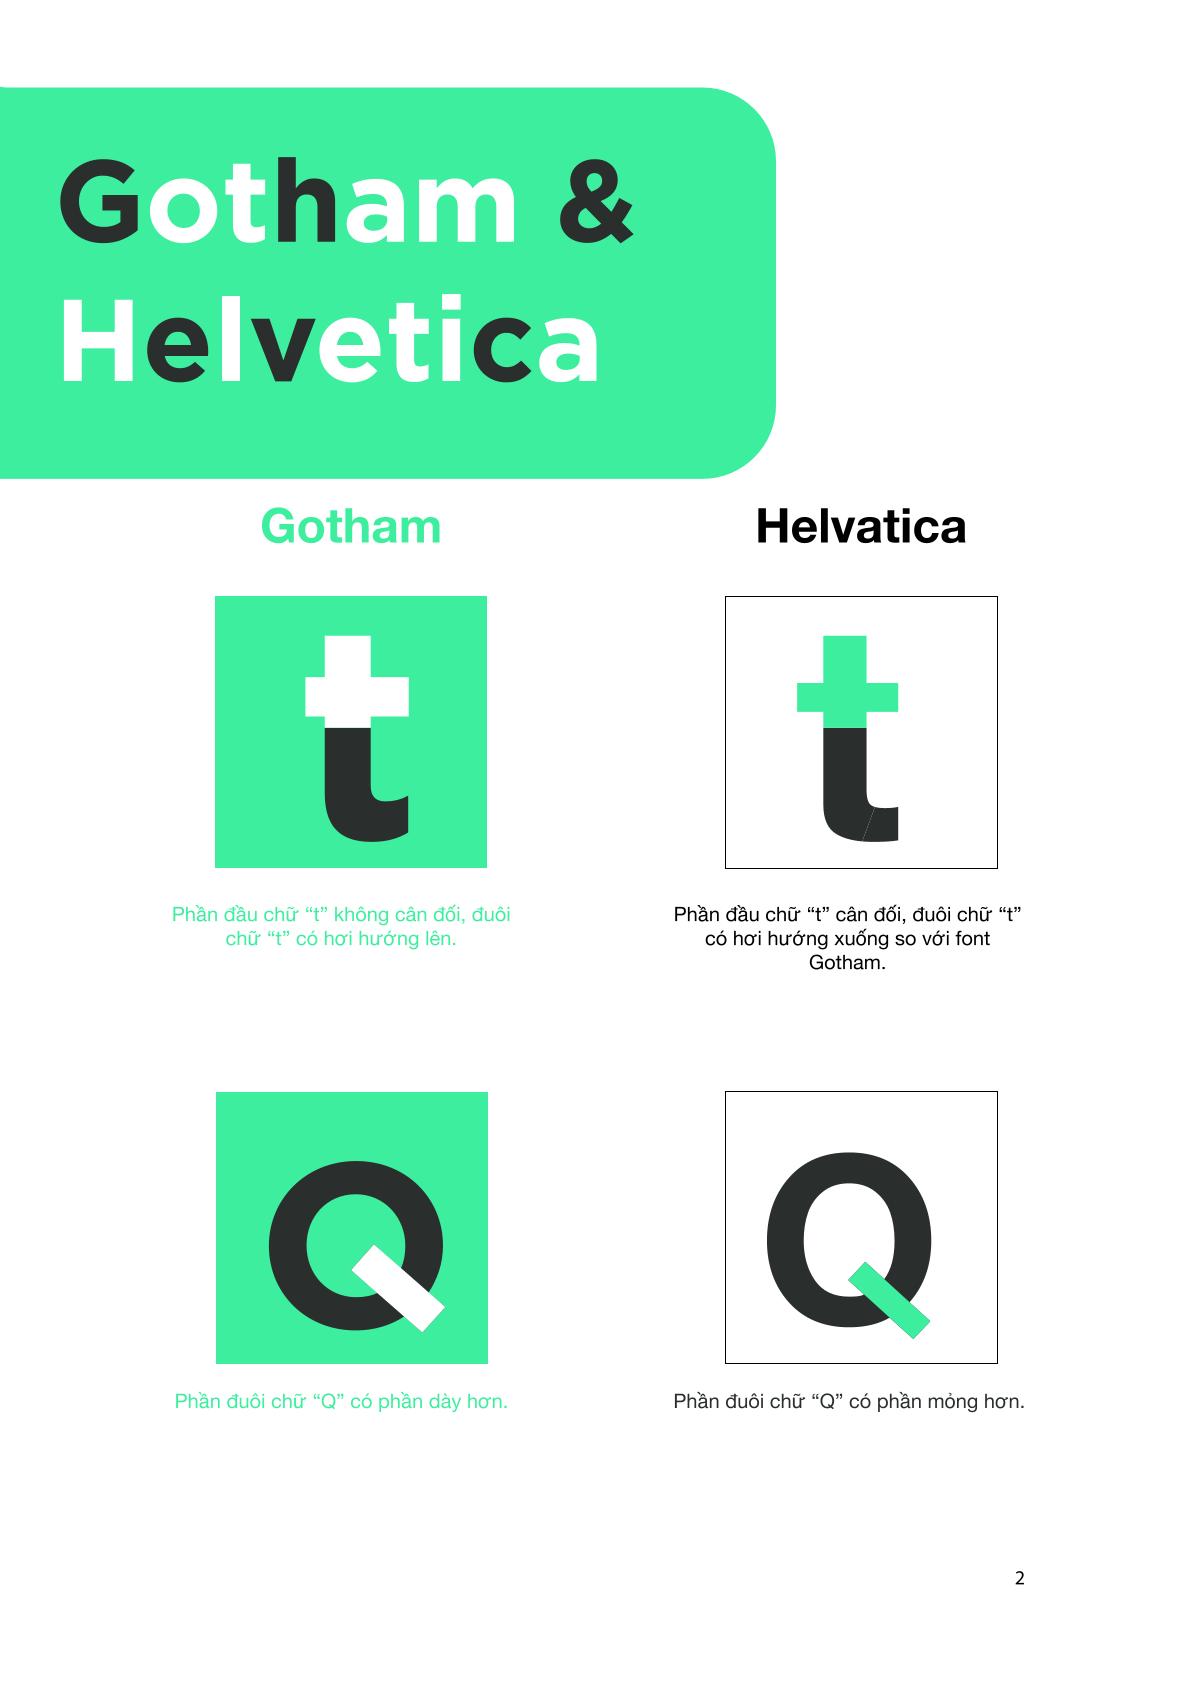 Gotham &
Helvetica
Gotham
Helvatica
t
t
Phần đầu chữ “t” không cân đối, đuôi
chữ “t” có hơi hướng lên.
Phần đầu chữ “t” cân đối, đuôi chữ “t”
có hơi hướng xuống so với font
Gotham.
Q
Q
Phần đuôi chữ “Q” có phần dày hơn.
Phần đuôi chữ “Q” có phần mỏng hơn.
2